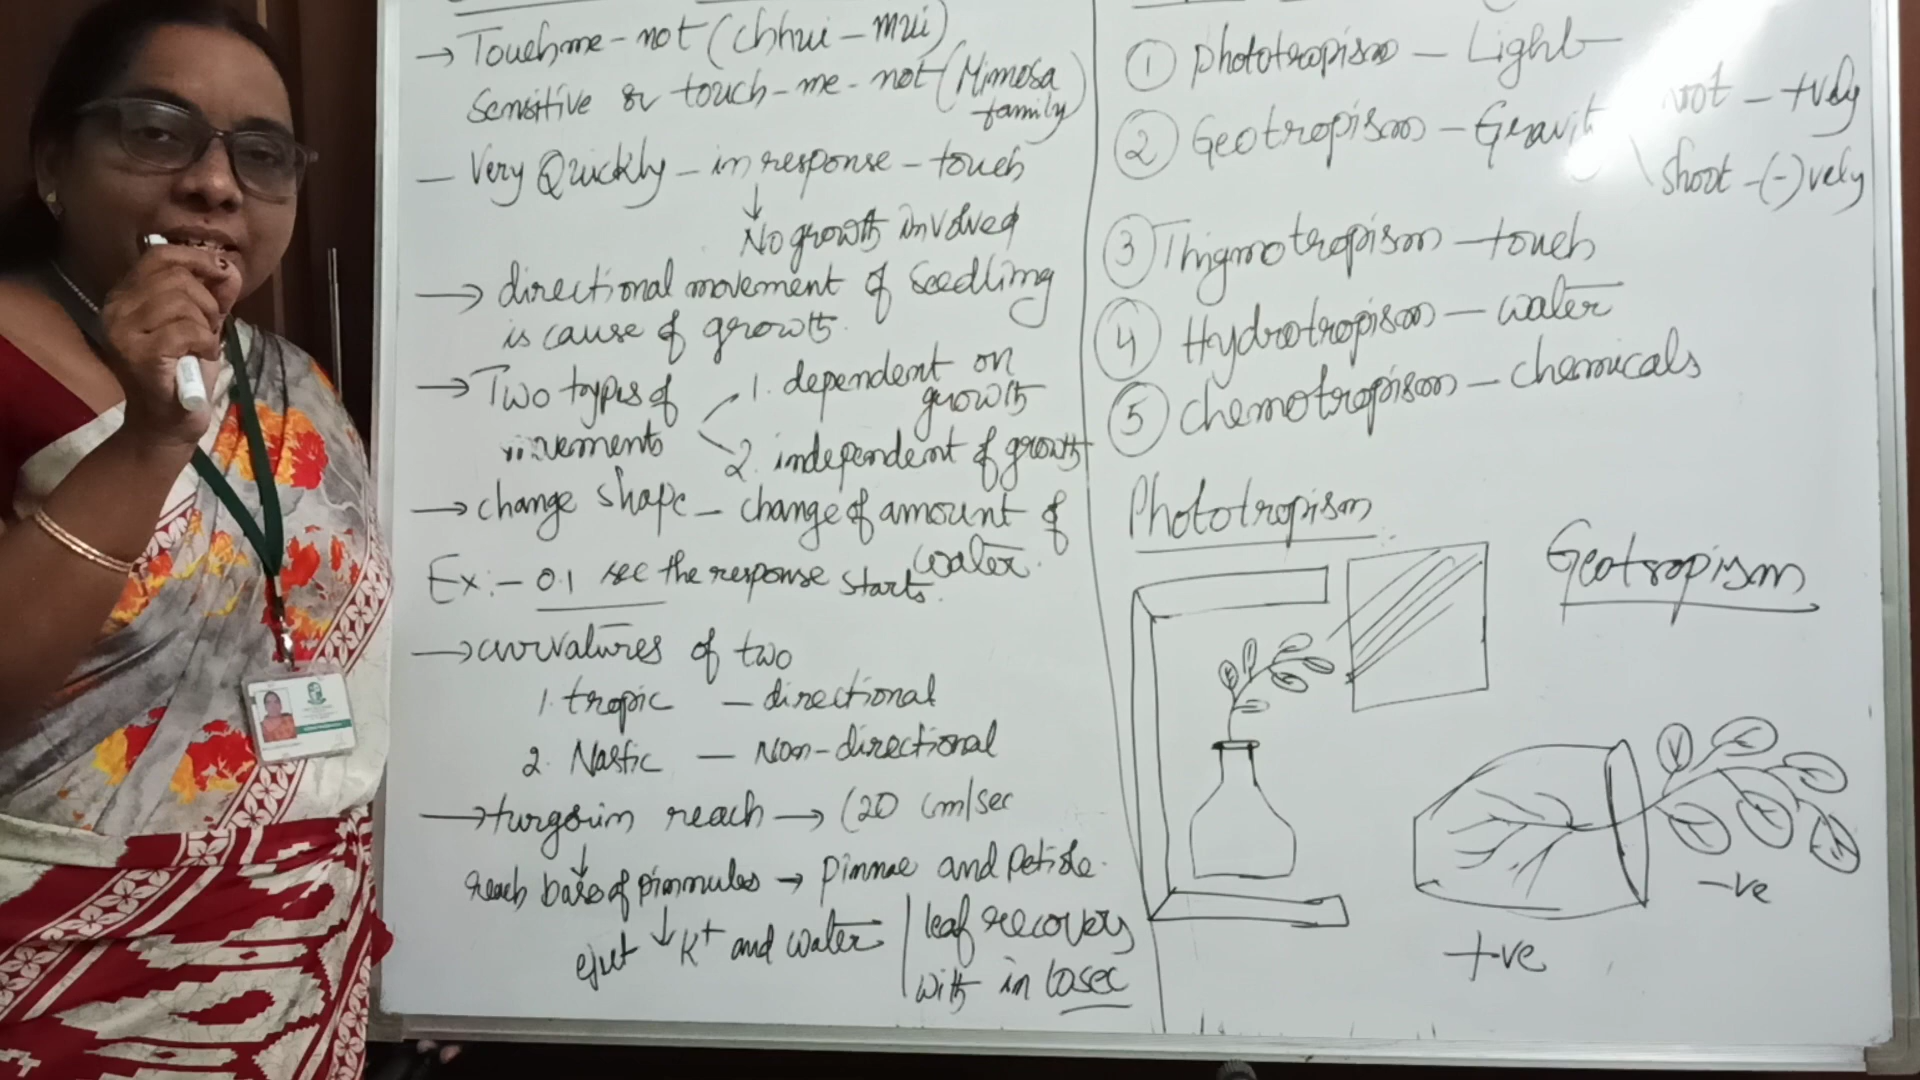 → Touch me - not (chhui - mui)
Sensitive or touch - me - not (Mimosa family)
— Very Quickly - in response - touch
↓
No growth involved
→ directional movement of seedling
is cause of growth.
→ Two types of movements
1. dependent on growth
2. independent of growth
→ change shape - change of amount of water.
Ex:- 0.1 sec the response starts.
→ curvatures of two
1. tropic - directional
2. Nastic - Non-directional
→ turgorin reach → (20 cm/sec
↓
reach base of pinnules → pinnae and petiole.
↓
ejut K+ and water
leaf recovery
with in 10sec
① phototropism - Light
② Geotropism - Gravit
root - +vely
shoot -(-)vely
③ Thigmotropism - touch
④ Hydrotropism - water
⑤ chemotropism - chemicals
Phototropism
Geotropism
-ve
+ve